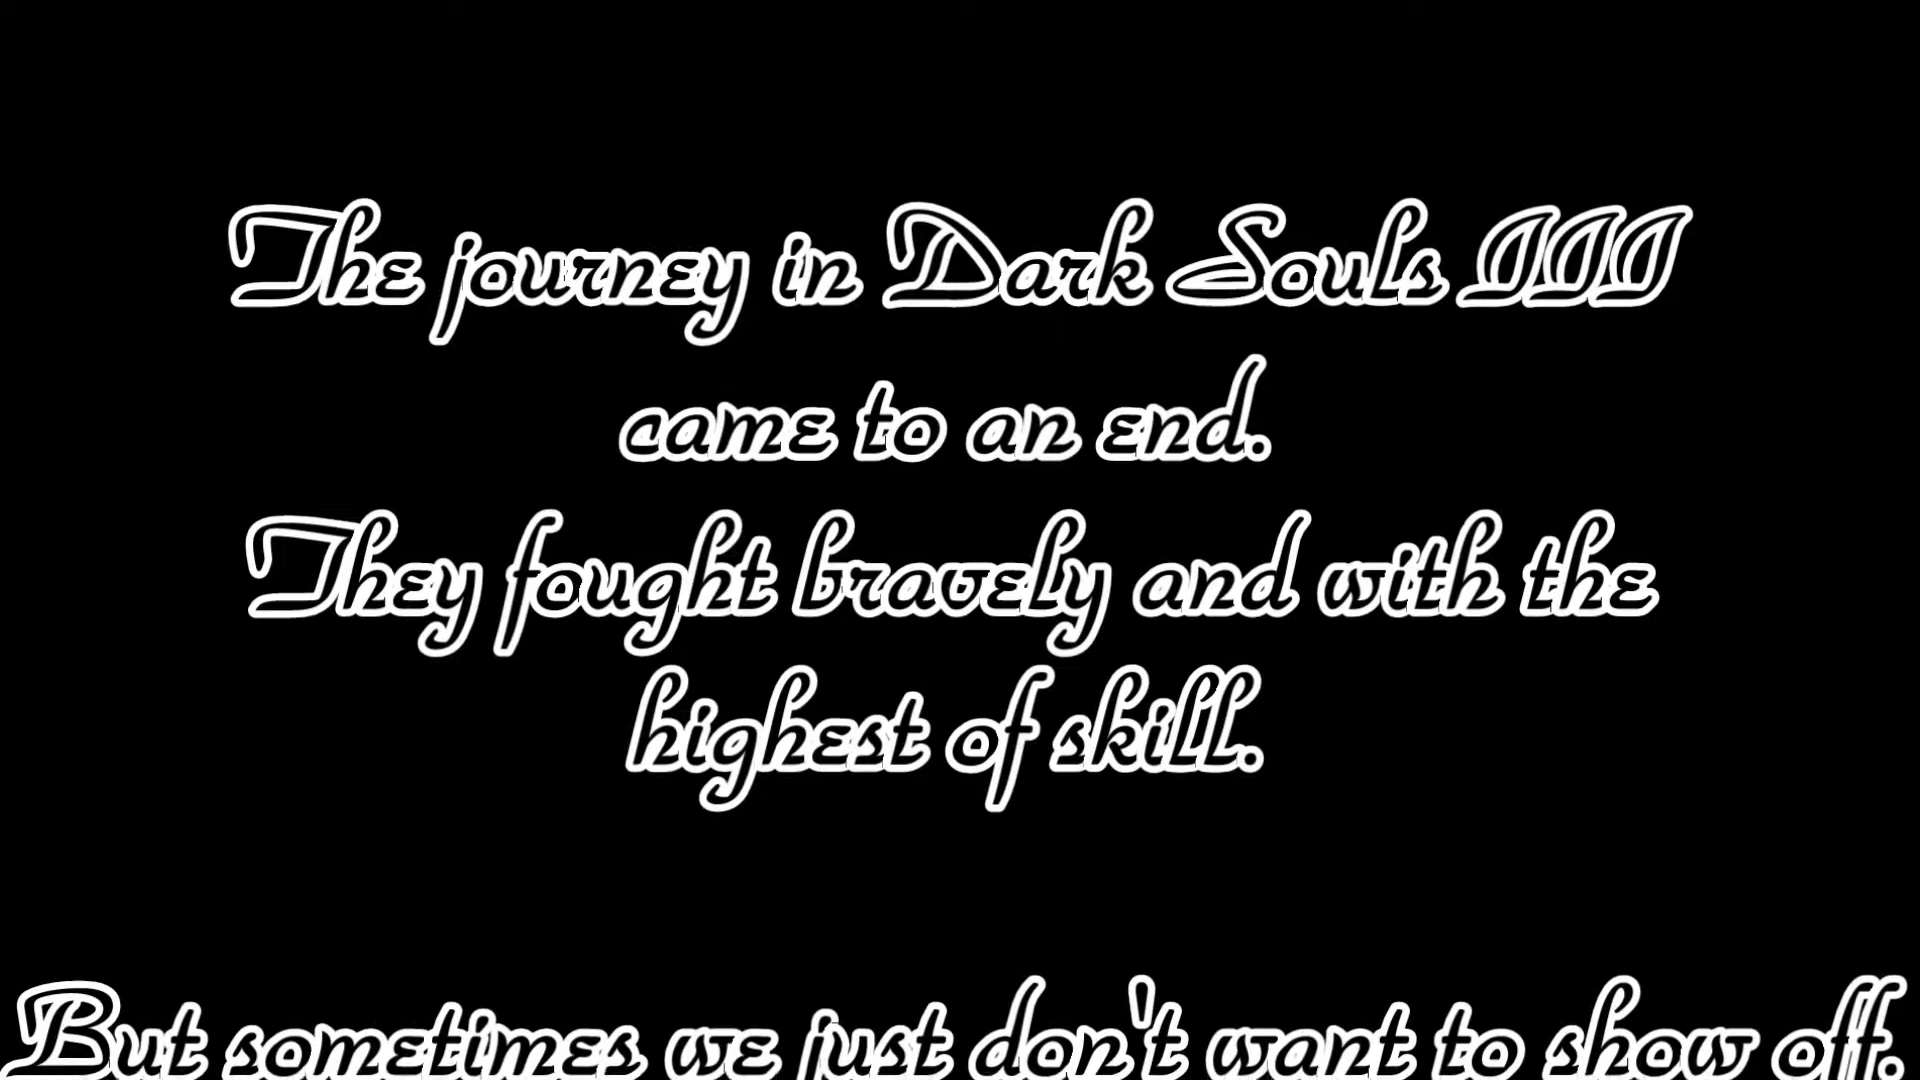 The journey in Dark Souls III
came to an end.
They fought bravely and with the
highest of skill.
But sometimes we just don't want to show off.